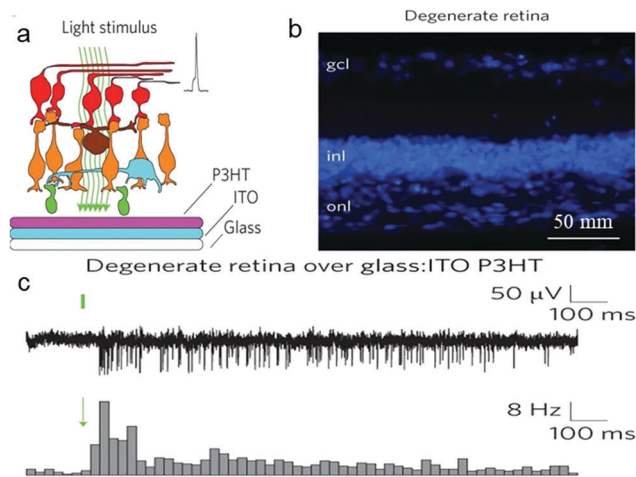 a
Light stimulus
P3HT
ITO
Glass
b
Degenerate retina
gcl
inl
onl
50 mm
Degenerate retina over glass:ITO P3HT
c
50 µV
100 ms
8 Hz
100 ms